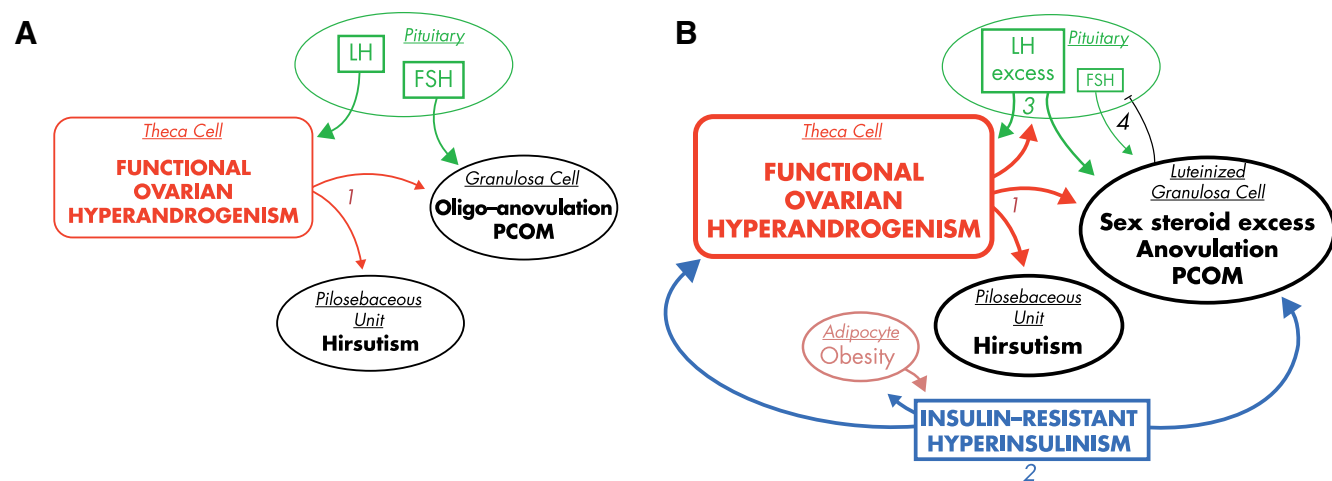 A
Pituitary
LH
FSH
Theca Cell
FUNCTIONAL
OVARIAN
HYPERANDROGENISM
1
Granulosa Cell
Oligo–anovulation
PCOM
Pilosebaceous
Unit
Hirsutism
B
Pituitary
LH
excess
FSH
3
4
Theca Cell
FUNCTIONAL
OVARIAN
HYPERANDROGENISM
1
Luteinized
Granulosa Cell
Sex steroid excess
Anovulation
PCOM
Pilosebaceous
Unit
Hirsutism
Adipocyte
Obesity
INSULIN–RESISTANT
HYPERINSULINISM
2